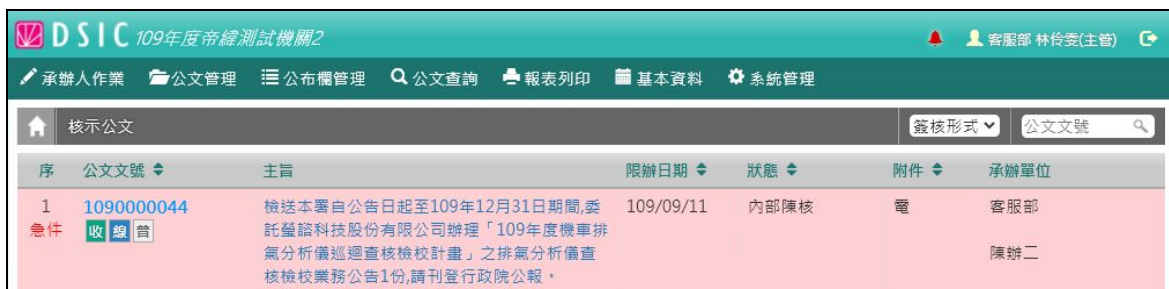 DSIC 109年度帝緯測試機關2 客服部 林伶雯(主管)
承辦人作業 公文管理 公布欄管理 公文查詢 報表列印 基本資料 系統管理
核示公文 簽核形式 公文文號
序 公文文號 主旨 限辦日期 狀態 附件 承辦單位
1 1090000044 檢送本署自公告日起至109年12月31日期間,委 109/09/11 內部陳核 電 客服部
急件 收 線 普 託螢諮科技股份有限公司辦理「109年度機車排
氣分析儀巡迴查核檢校計畫」之排氣分析儀查 陳辦二
核檢校業務公告1份,請刊登行政院公報。